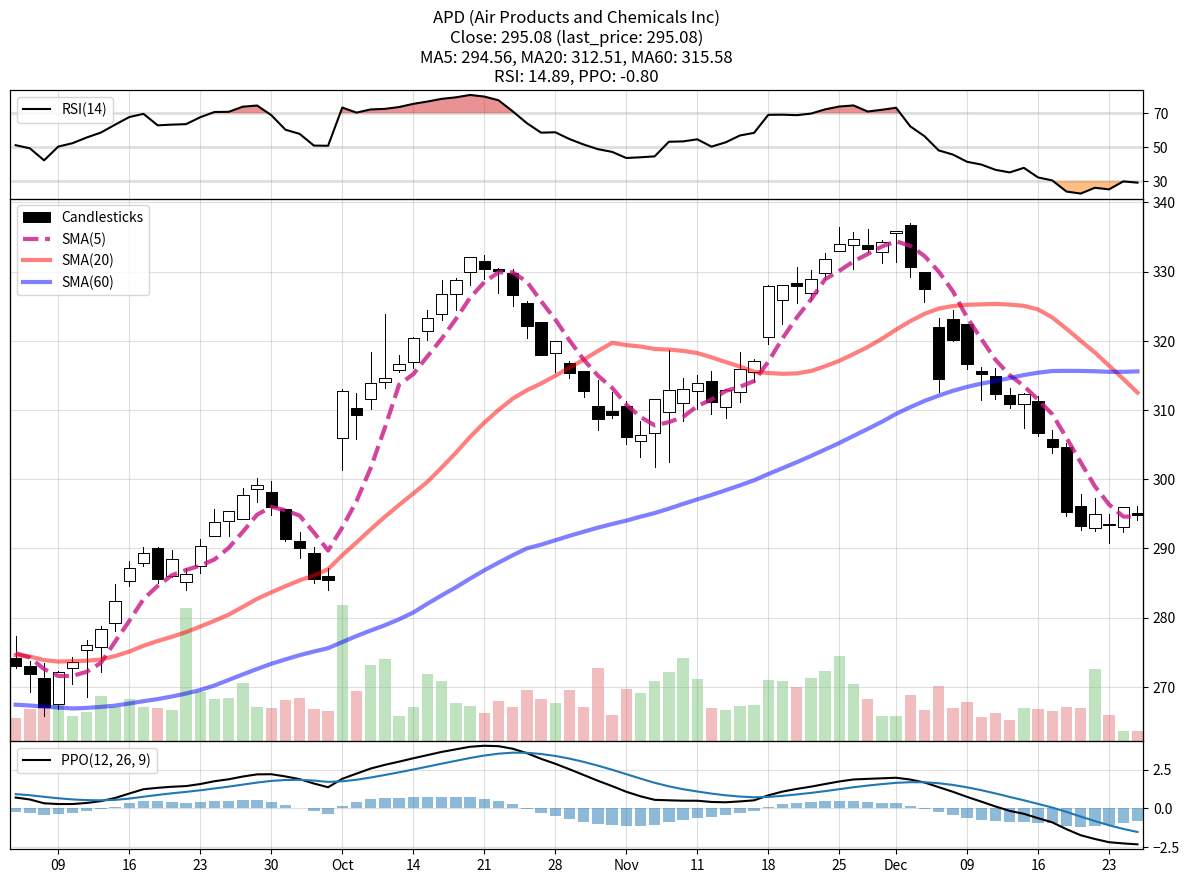 APD (Air Products and Chemicals Inc)
Close: 295.08 (last_price: 295.08)
MA5: 294.56, MA20: 312.51, MA60: 315.58
RSI: 14.89, PPO: -0.80
RSI(14)
70
50
30
Candlesticks
SMA(5)
SMA(20)
SMA(60)
340
330
320
310
300
290
280
270
PPO(12, 26, 9)
2.5
0.0
−2.5
09 16 23 30 Oct 14 21 28 Nov 11 18 25 Dec 09 16 23